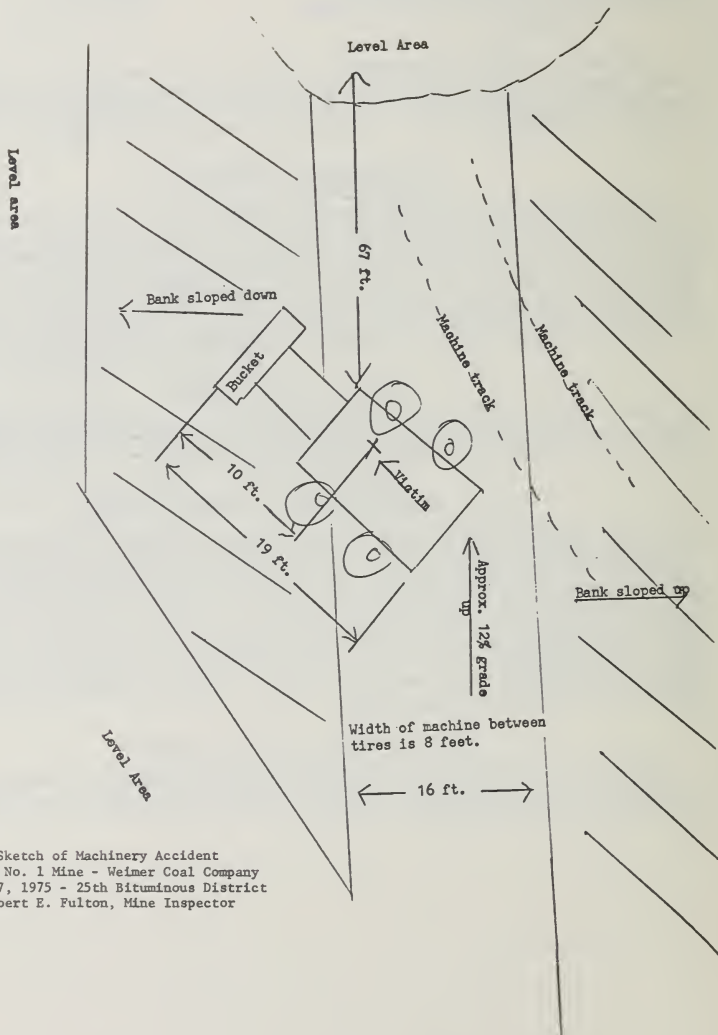 Level Area
Level area
67 ft.
Bank sloped down
Bucket
Machine track
Machine track
10 ft.
Victim
19 ft.
Approx. 12% grade
up
Bank sloped up
Width of machine between
tires is 8 feet.
16 ft.
Level Area
Sketch of Machinery Accident
No. 1 Mine - Weimer Coal Company
7, 1975 - 25th Bituminous District
bert E. Fulton, Mine Inspector